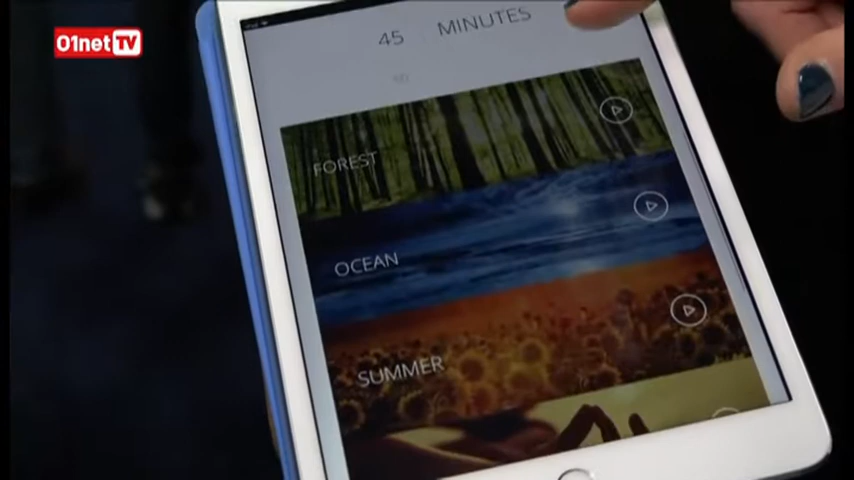 01netTV
45 MINUTES
FOREST
OCEAN
SUMMER